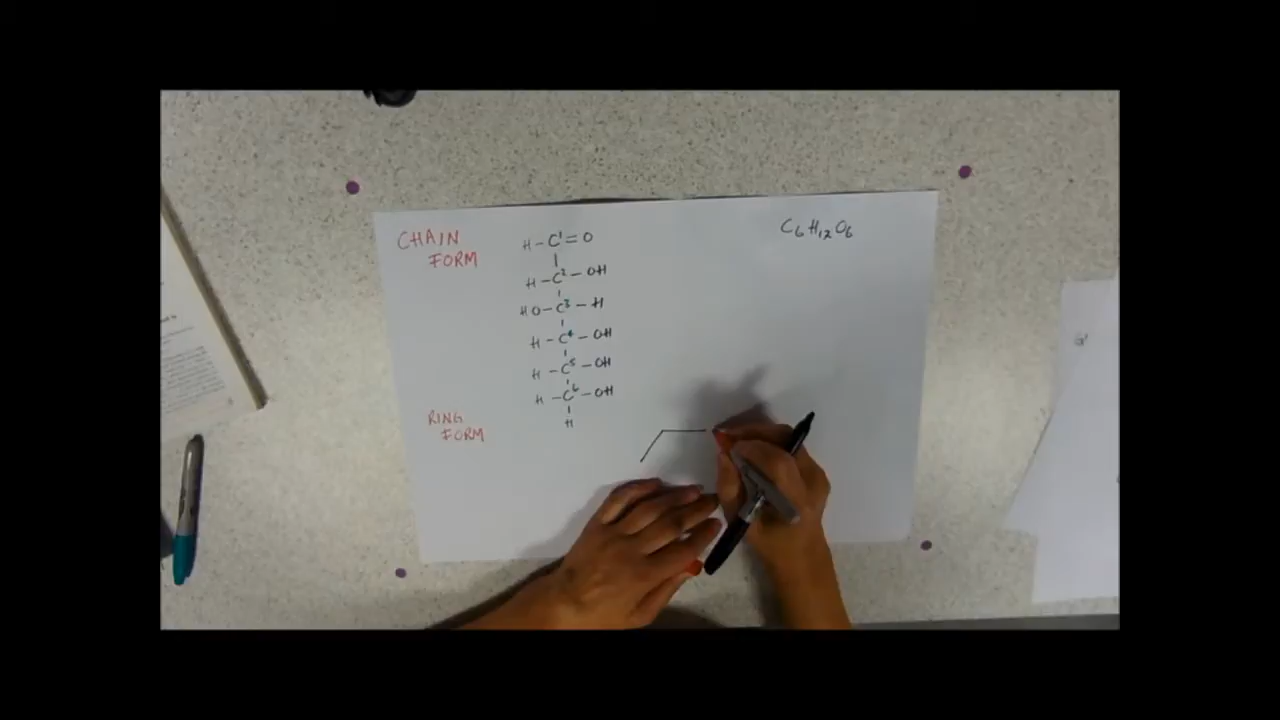 CHAIN
FORM
H-C¹=O
H-C²-OH
HO-C³-H
H-C⁴-OH
H-C⁵-OH
H-C⁶-OH
H
C₆H₁₂O₆
RING
FORM